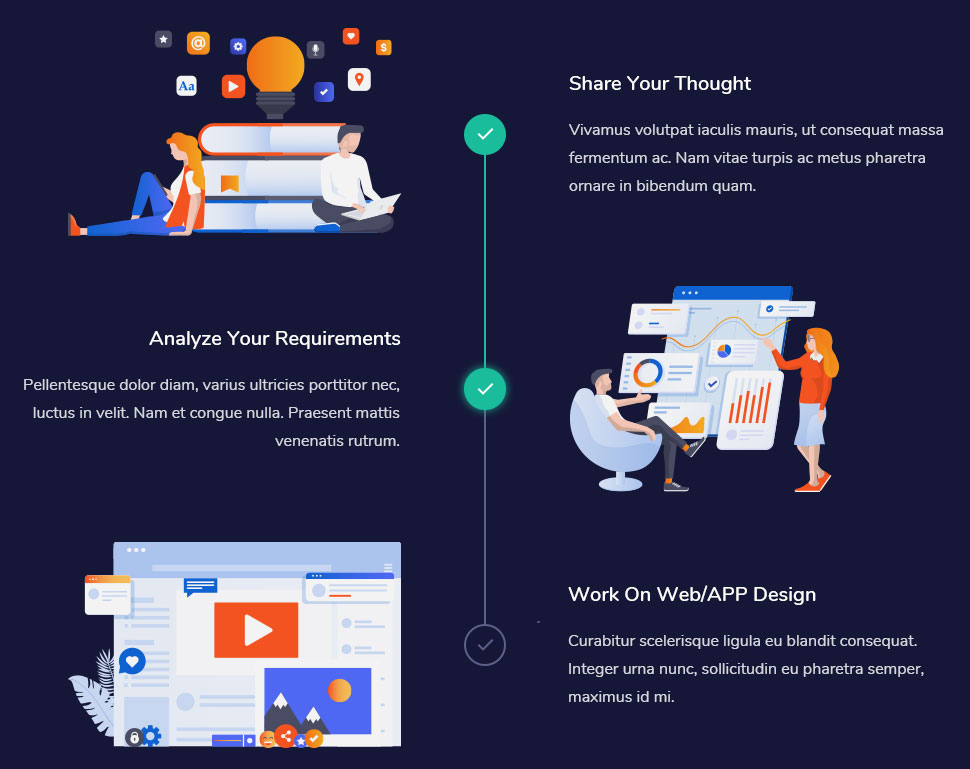 @
$
Aa
Share Your Thought
Vivamus volutpat iaculis mauris, ut consequat massa
fermentum ac. Nam vitae turpis ac metus pharetra
ornare in bibendum quam.
Analyze Your Requirements
Pellentesque dolor diam, varius ultricies porttitor nec,
luctus in velit. Nam et congue nulla. Praesent mattis
venenatis rutrum.
Work On Web/APP Design
Curabitur scelerisque ligula eu blandit consequat.
Integer urna nunc, sollicitudin eu pharetra semper,
maximus id mi.